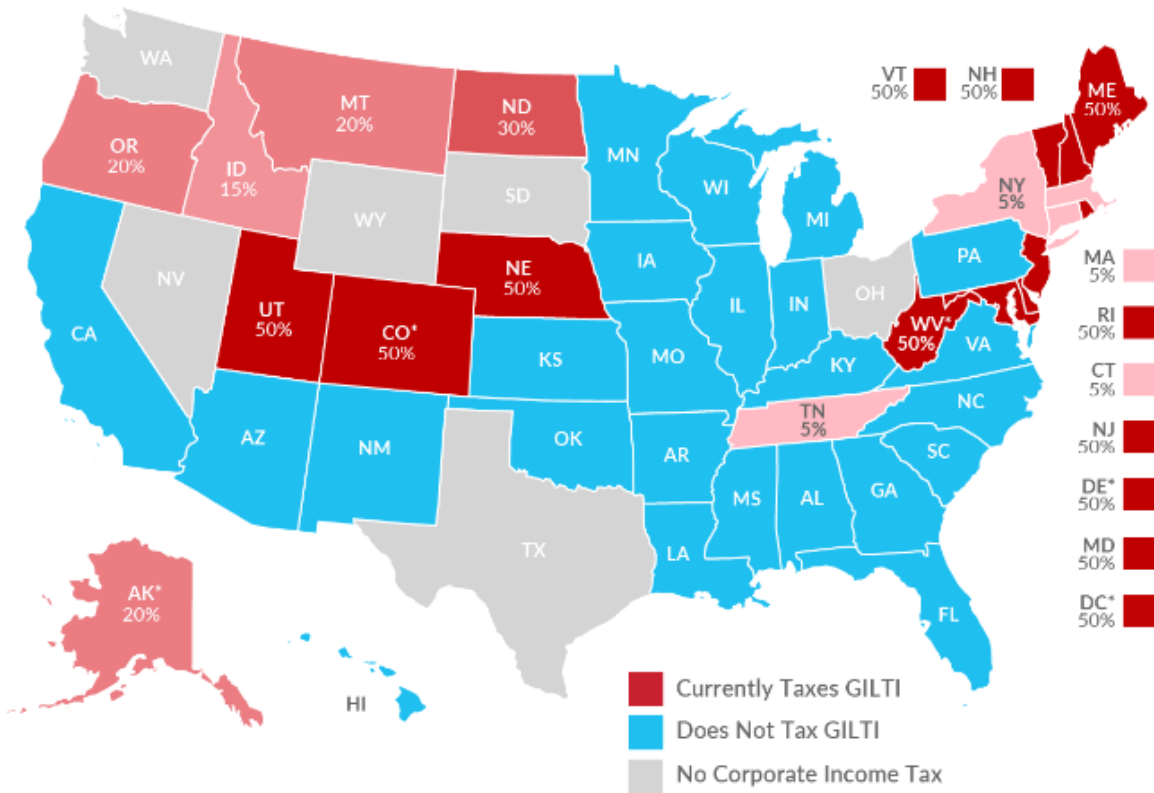 WA
VT
50%
NH
50%
ME
50%
MT
20%
ND
30%
OR
20%
ID
15%
MN
WI
MI
NY
5%
SD
WY
IA
NE
50%
PA
MA
5%
NV
UT
50%
CO*
50%
IL
IN
OH
WV*
50%
VA
RI
50%
CA
KS
MO
KY
CT
5%
TN
5%
NC
AZ
NM
OK
AR
SC
NJ
50%
MS
AL
GA
DE*
50%
TX
LA
MD
50%
AK*
20%
FL
DC*
50%
HI
Currently Taxes GILTI
Does Not Tax GILTI
No Corporate Income Tax